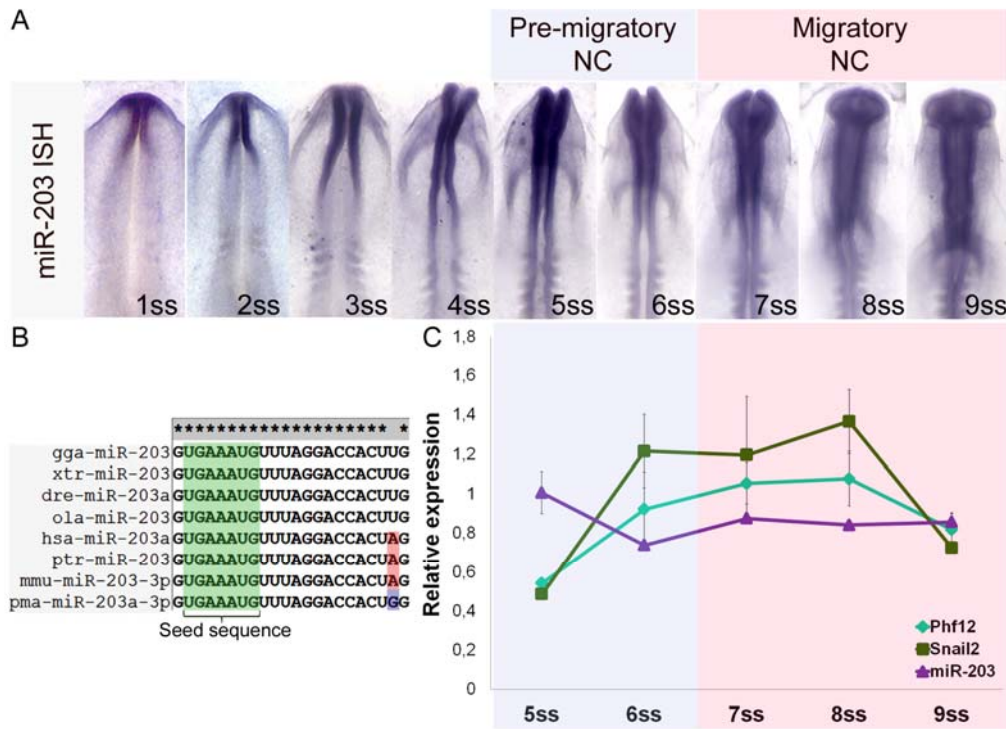 A
Pre-migratory
NC
Migratory
NC
miR-203 ISH
1ss
2ss
3ss
4ss
5ss
6ss
7ss
8ss
9ss
B
******************** *
gga-miR-203 GUGAAAUGUUUAGGACCACUUG
xtr-miR-203 GUGAAAUGUUUAGGACCACUUG
dre-miR-203a GUGAAAUGUUUAGGACCACUUG
ola-miR-203 GUGAAAUGUUUAGGACCACUUG
hsa-miR-203a GUGAAAUGUUUAGGACCACUAG
ptr-miR-203 GUGAAAUGUUUAGGACCACUAG
mmu-miR-203-3p GUGAAAUGUUUAGGACCACUAG
pma-miR-203a-3p GUGAAAUGUUUAGGACCACUGG
Seed sequence
C
Relative expression
1,8
1,6
1,4
1,2
1
0,8
0,6
0,4
0,2
0
Phf12
Snail2
miR-203
5ss
6ss
7ss
8ss
9ss